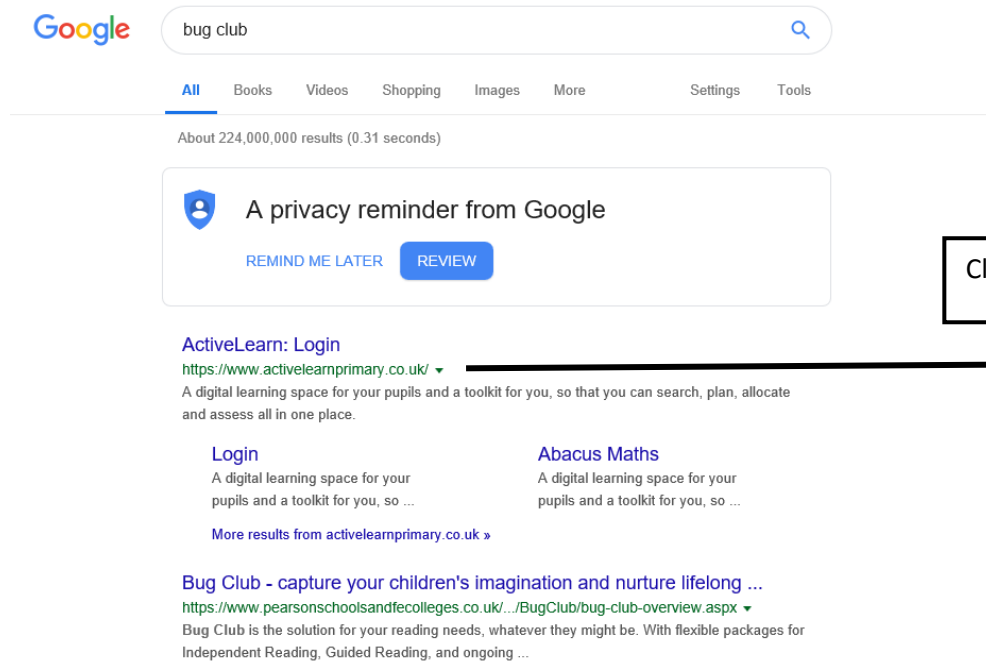 Google
bug club
All Books Videos Shopping Images More Settings Tools
About 224,000,000 results (0.31 seconds)
A privacy reminder from Google
REMIND ME LATER REVIEW
ActiveLearn: Login
https://www.activelearnprimary.co.uk/
A digital learning space for your pupils and a toolkit for you, so that you can search, plan, allocate
and assess all in one place.
Login Abacus Maths
A digital learning space for your A digital learning space for your
pupils and a toolkit for you, so ... pupils and a toolkit for you, so ...
More results from activelearnprimary.co.uk »
Bug Club - capture your children's imagination and nurture lifelong ...
https://www.pearsonschoolsandfecolleges.co.uk/.../BugClub/bug-club-overview.aspx
Bug Club is the solution for your reading needs, whatever they might be. With flexible packages for
Independent Reading, Guided Reading, and ongoing ...